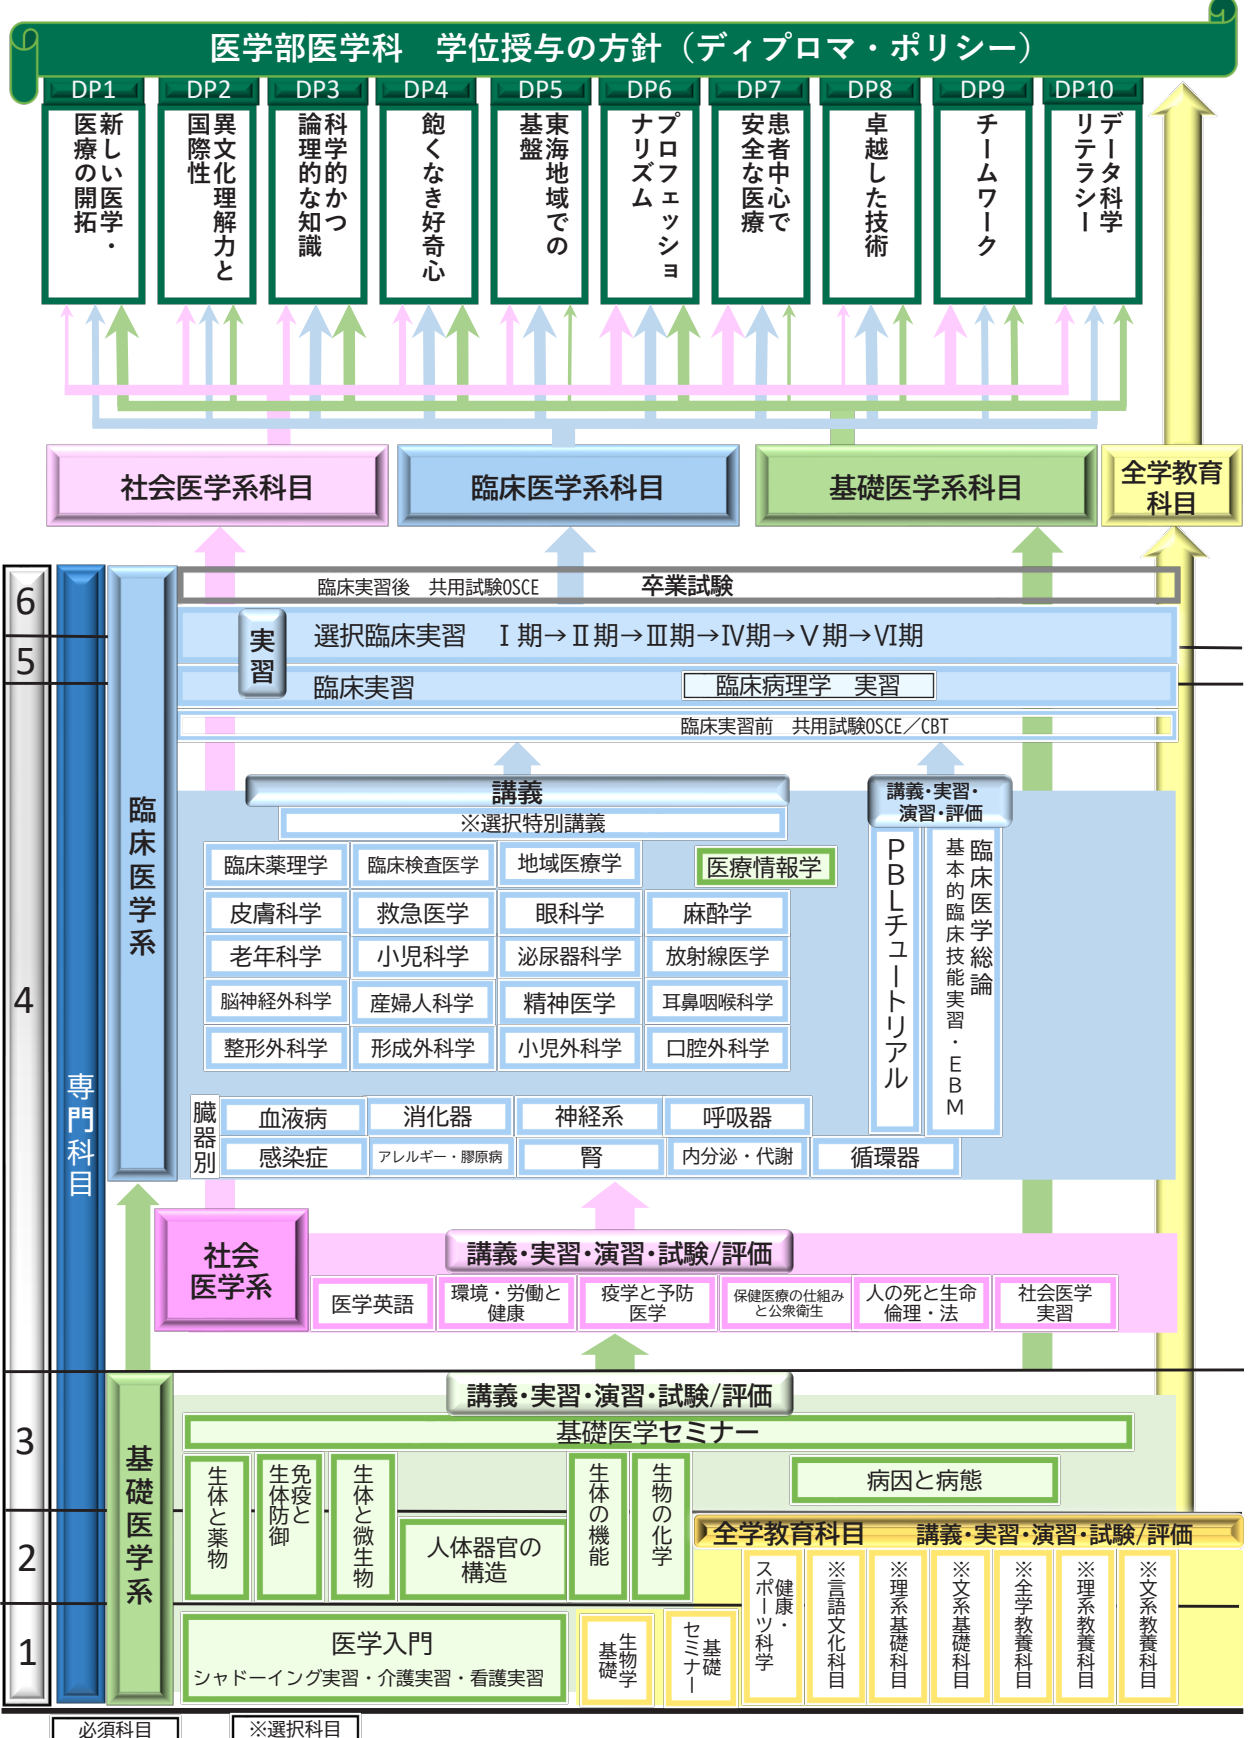 医学部医学科　学位授与の方針（ディプロマ・ポリシー）
DP1
DP2
DP3
DP4
DP5
DP6
DP7
DP8
DP9
DP10
新しい医学・
医療の開拓
異文化理解力と
国際性
科学的かつ
論理的な知識
飽くなき好奇心
東海地域での
基盤
プロフェッショ
ナリズム
患者中心で
安全な医療
卓越した技術
チームワーク
データ科学
リテラシー
社会医学系科目
臨床医学系科目
基礎医学系科目
全学教育
科目
6
5
4
3
2
1
専門科目
臨床医学系
臨床実習後　共用試験OSCE
卒業試験
実習
選択臨床実習　Ⅰ期→Ⅱ期→Ⅲ期→Ⅳ期→Ⅴ期→Ⅵ期
臨床実習
臨床病理学　実習
臨床実習前　共用試験OSCE／CBT
講義
※選択特別講義
臨床薬理学
臨床検査医学
地域医療学
医療情報学
皮膚科学
救急医学
眼科学
麻酔学
老年科学
小児科学
泌尿器科学
放射線医学
脳神経外科学
産婦人科学
精神医学
耳鼻咽喉科学
整形外科学
形成外科学
小児外科学
口腔外科学
講義・実習・
演習・評価
PBLチュートリアル
臨床医学総論
基本的臨床技能実習・EBM
臓器別
血液病
消化器
神経系
呼吸器
感染症
アレルギー・膠原病
腎
内分泌・代謝
循環器
社会
医学系
講義・実習・演習・試験/評価
医学英語
環境・労働と
健康
疫学と予防
医学
保健医療の仕組み
と公衆衛生
人の死と生命
倫理・法
社会医学
実習
基礎医学系
講義・実習・演習・試験/評価
基礎医学セミナー
生体と薬物
免疫と
生体防御
生体と微生物
人体器官の
構造
生体の機能
生物の化学
病因と病態
全学教育科目　　講義・実習・演習・試験/評価
医学入門
シャドーイング実習・介護実習・看護実習
生物学
基礎
基礎
セミナー
健康・
スポーツ科学
※言語文化科目
※理系基礎科目
※文系基礎科目
※全学教養科目
※理系教養科目
※文系教養科目
必須科目
※選択科目